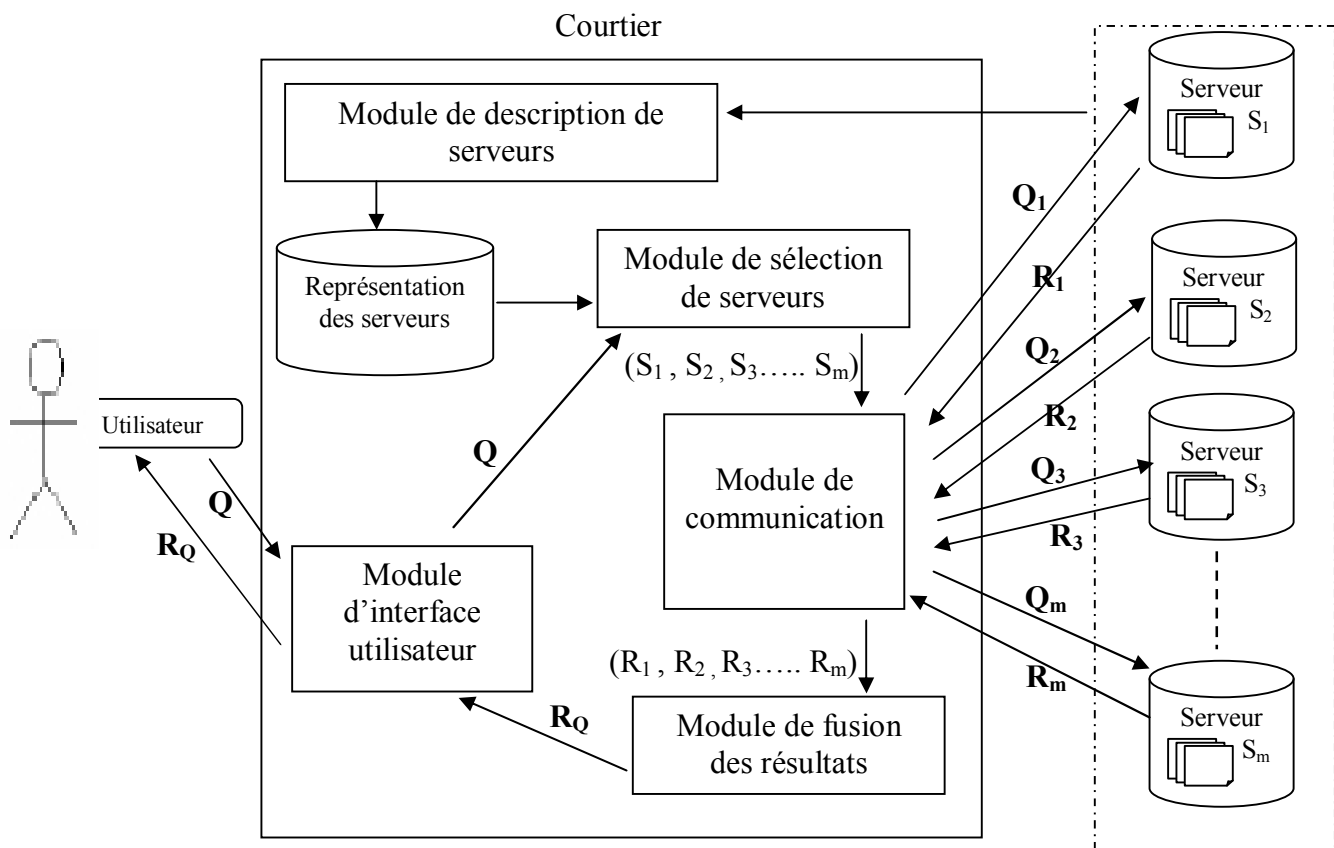 Courtier
Module de description de
serveurs
Serveur
S1
Q1
Représentation
des serveurs
Module de sélection
de serveurs
R1
Serveur
S2
(S1 , S2 , S3….. Sm)
Q2
R2
Utilisateur
Q
Q
RQ
Module de
communication
Q3
R3
Serveur
S3
Module
d’interface
utilisateur
Qm
Rm
(R1 , R2 , R3….. Rm)
RQ
Module de fusion
des résultats
Serveur
Sm